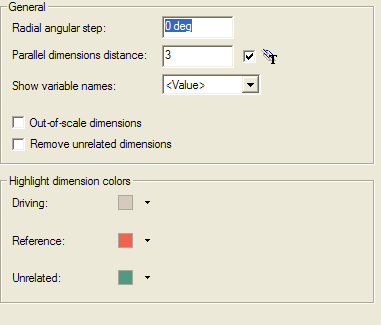 General
Radial angular step: 0 deg
Parallel dimensions distance: 3 T
Show variable names: <Value>
Out-of-scale dimensions
Remove unrelated dimensions
Highlight dimension colors
Driving:
Reference:
Unrelated: